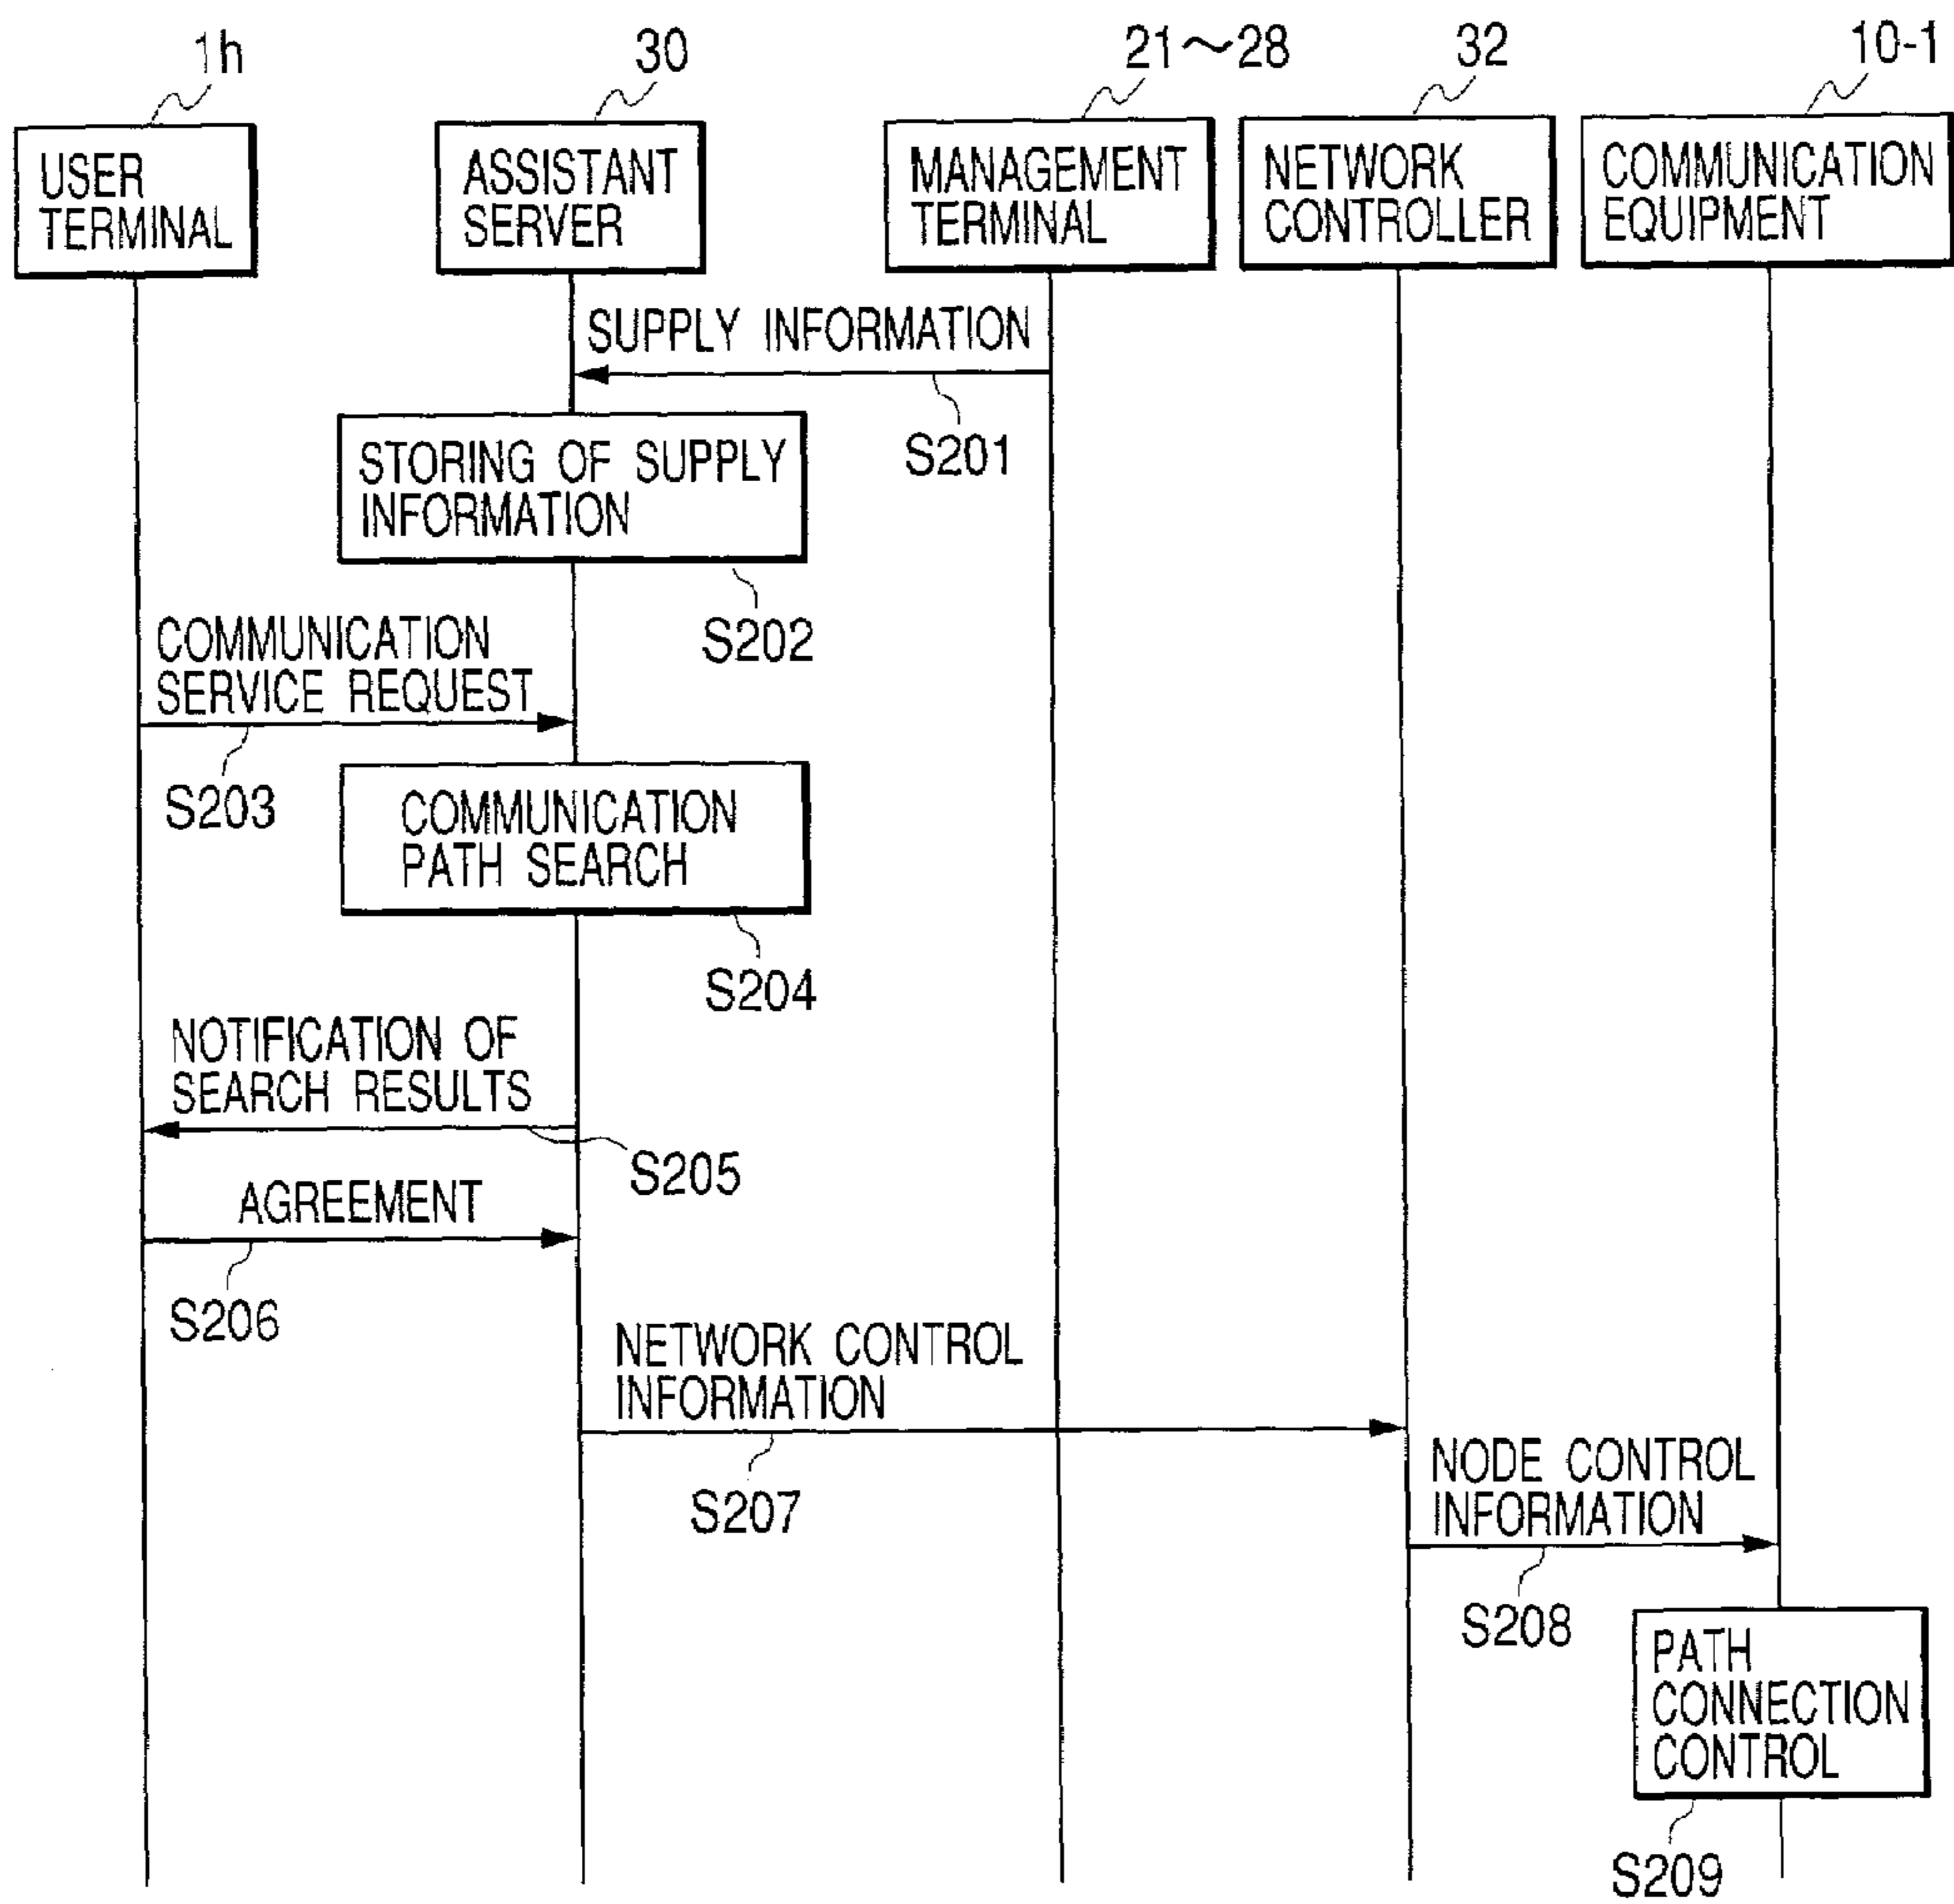 1h
30
21~28
32
10-1
USER
TERMINAL
ASSISTANT
SERVER
MANAGEMENT
TERMINAL
NETWORK
CONTROLLER
COMMUNICATION
EQUIPMENT
SUPPLY INFORMATION
S201
STORING OF SUPPLY
INFORMATION
S202
COMMUNICATION
SERVICE REQUEST
S203
COMMUNICATION
PATH SEARCH
S204
NOTIFICATION OF
SEARCH RESULTS
S205
AGREEMENT
S206
NETWORK CONTROL
INFORMATION
S207
NODE CONTROL
INFORMATION
S208
PATH
CONNECTION
CONTROL
S209